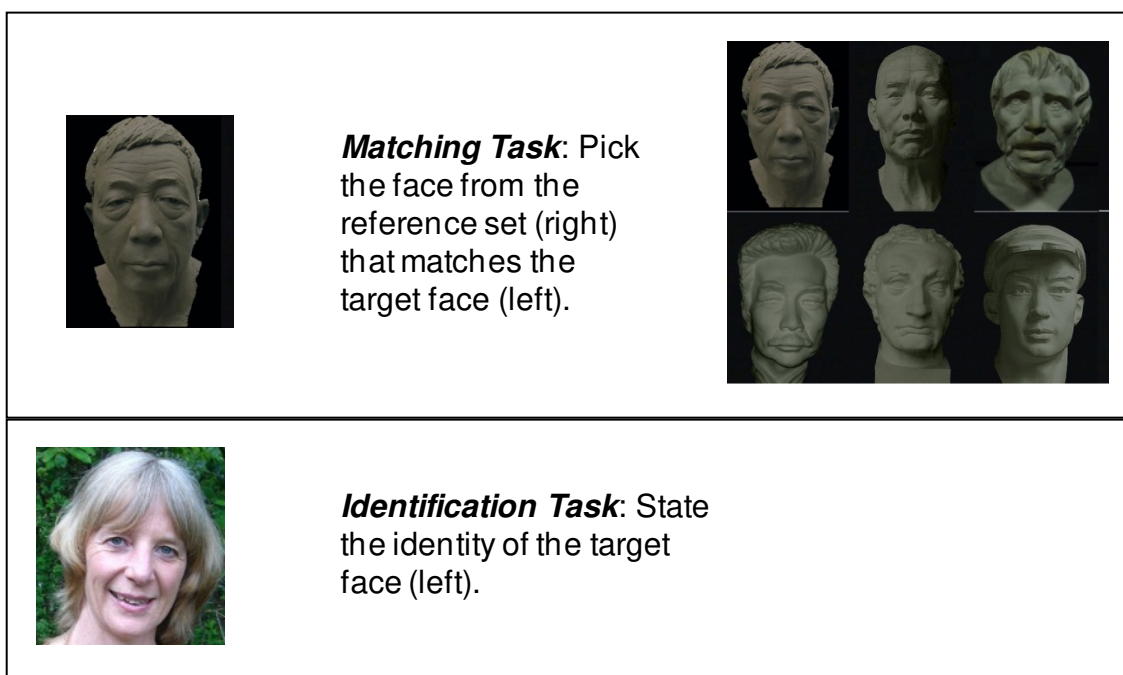 Matching Task: Pick
the face from the
reference set (right)
that matches the
target face (left).
Identification Task: State
the identity of the target
face (left).